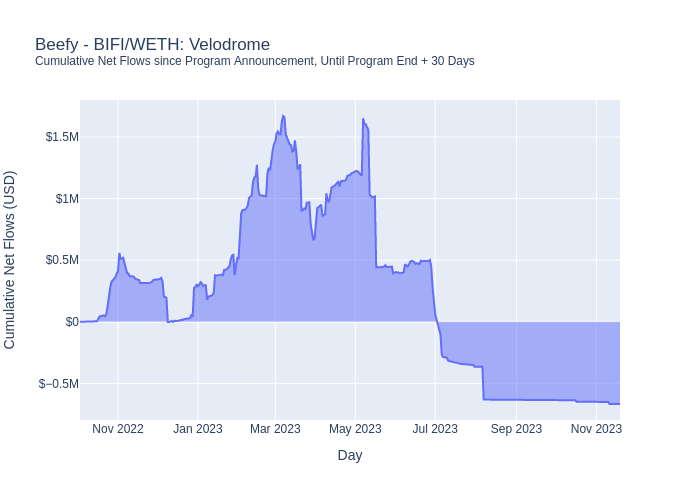 Beefy - BIFI/WETH: Velodrome
Cumulative Net Flows since Program Announcement, Until Program End + 30 Days
Cumulative Net Flows (USD)
$1.5M
$1M
$0.5M
$0
$−0.5M
Nov 2022
Jan 2023
Mar 2023
May 2023
Jul 2023
Sep 2023
Nov 2023
Day